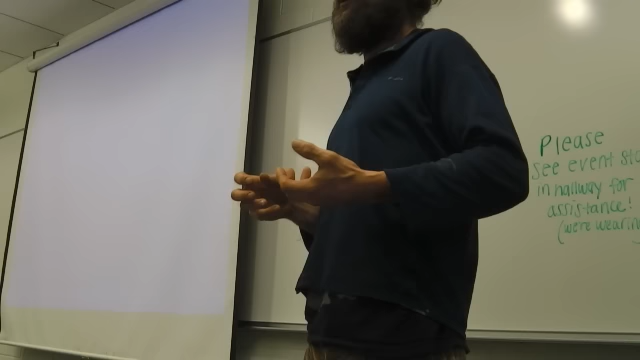 Please
See event
in hallway for
assistance!
(we're wearing